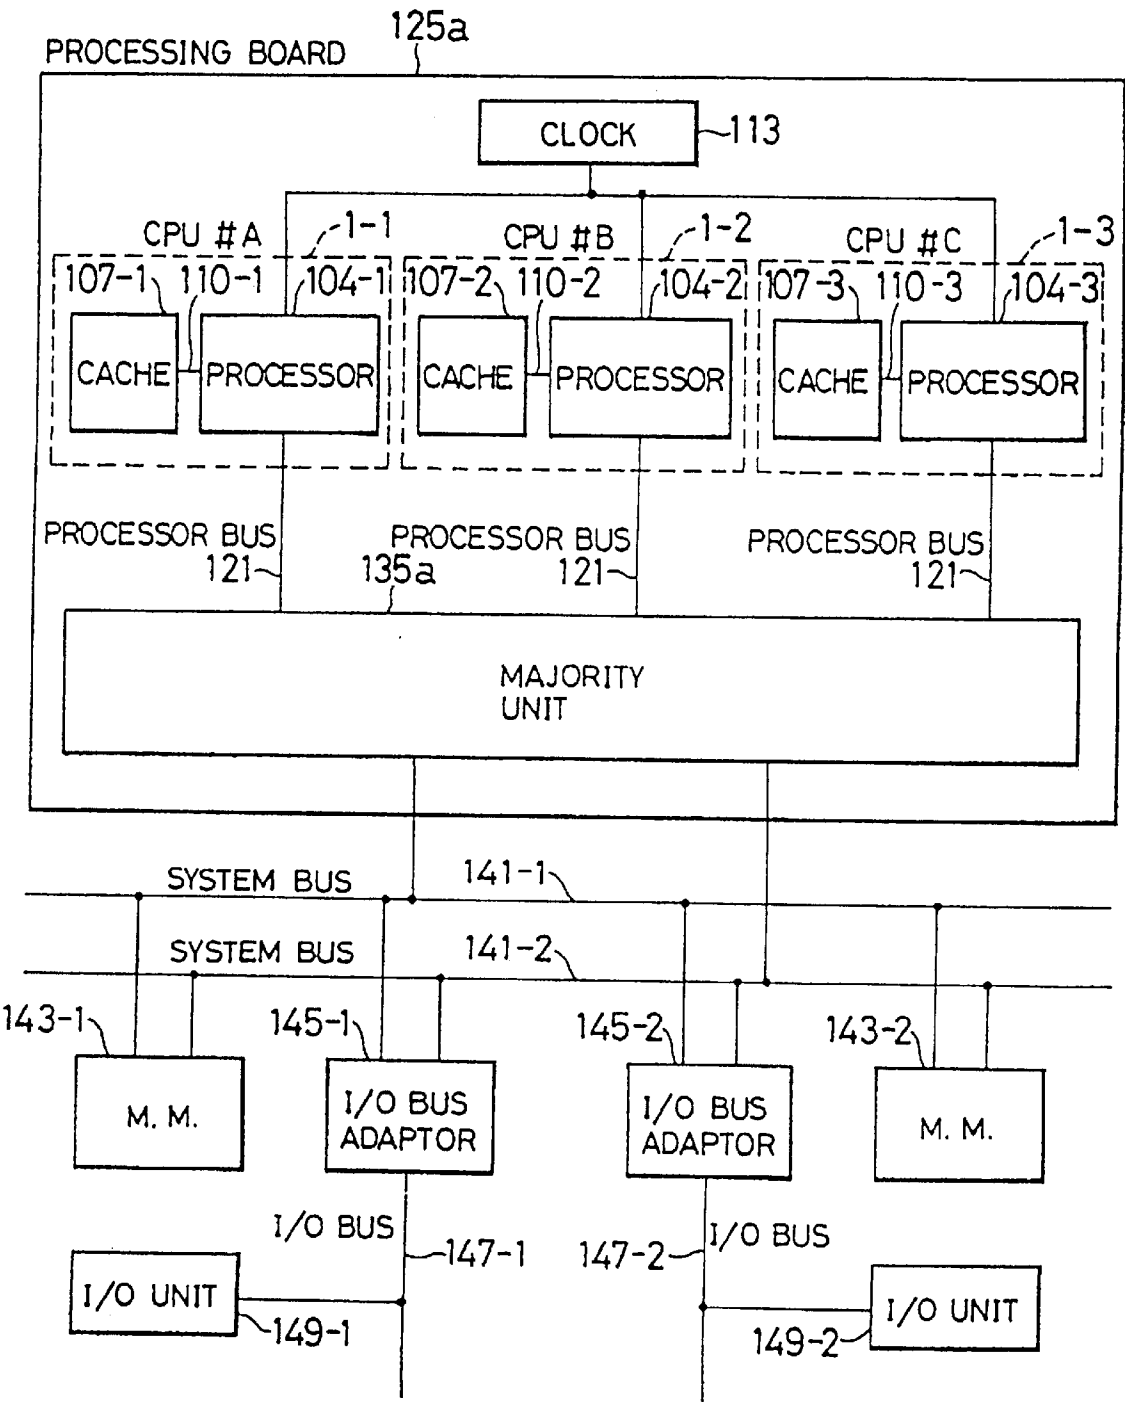 125a
PROCESSING BOARD
CLOCK
113
CPU #A
1-1
CPU #B
1-2
CPU #C
1-3
107-1
110-1
104-1
107-2
110-2
104-2
107-3
110-3
104-3
CACHE
PROCESSOR
CACHE
PROCESSOR
CACHE
PROCESSOR
PROCESSOR BUS
121
135a
PROCESSOR BUS
121
PROCESSOR BUS
121
MAJORITY
UNIT
SYSTEM BUS
141-1
SYSTEM BUS
141-2
143-1
145-1
145-2
143-2
M. M.
I/O BUS
ADAPTOR
I/O BUS
ADAPTOR
M. M.
I/O BUS
147-1
147-2
I/O BUS
I/O UNIT
149-1
149-2
I/O UNIT